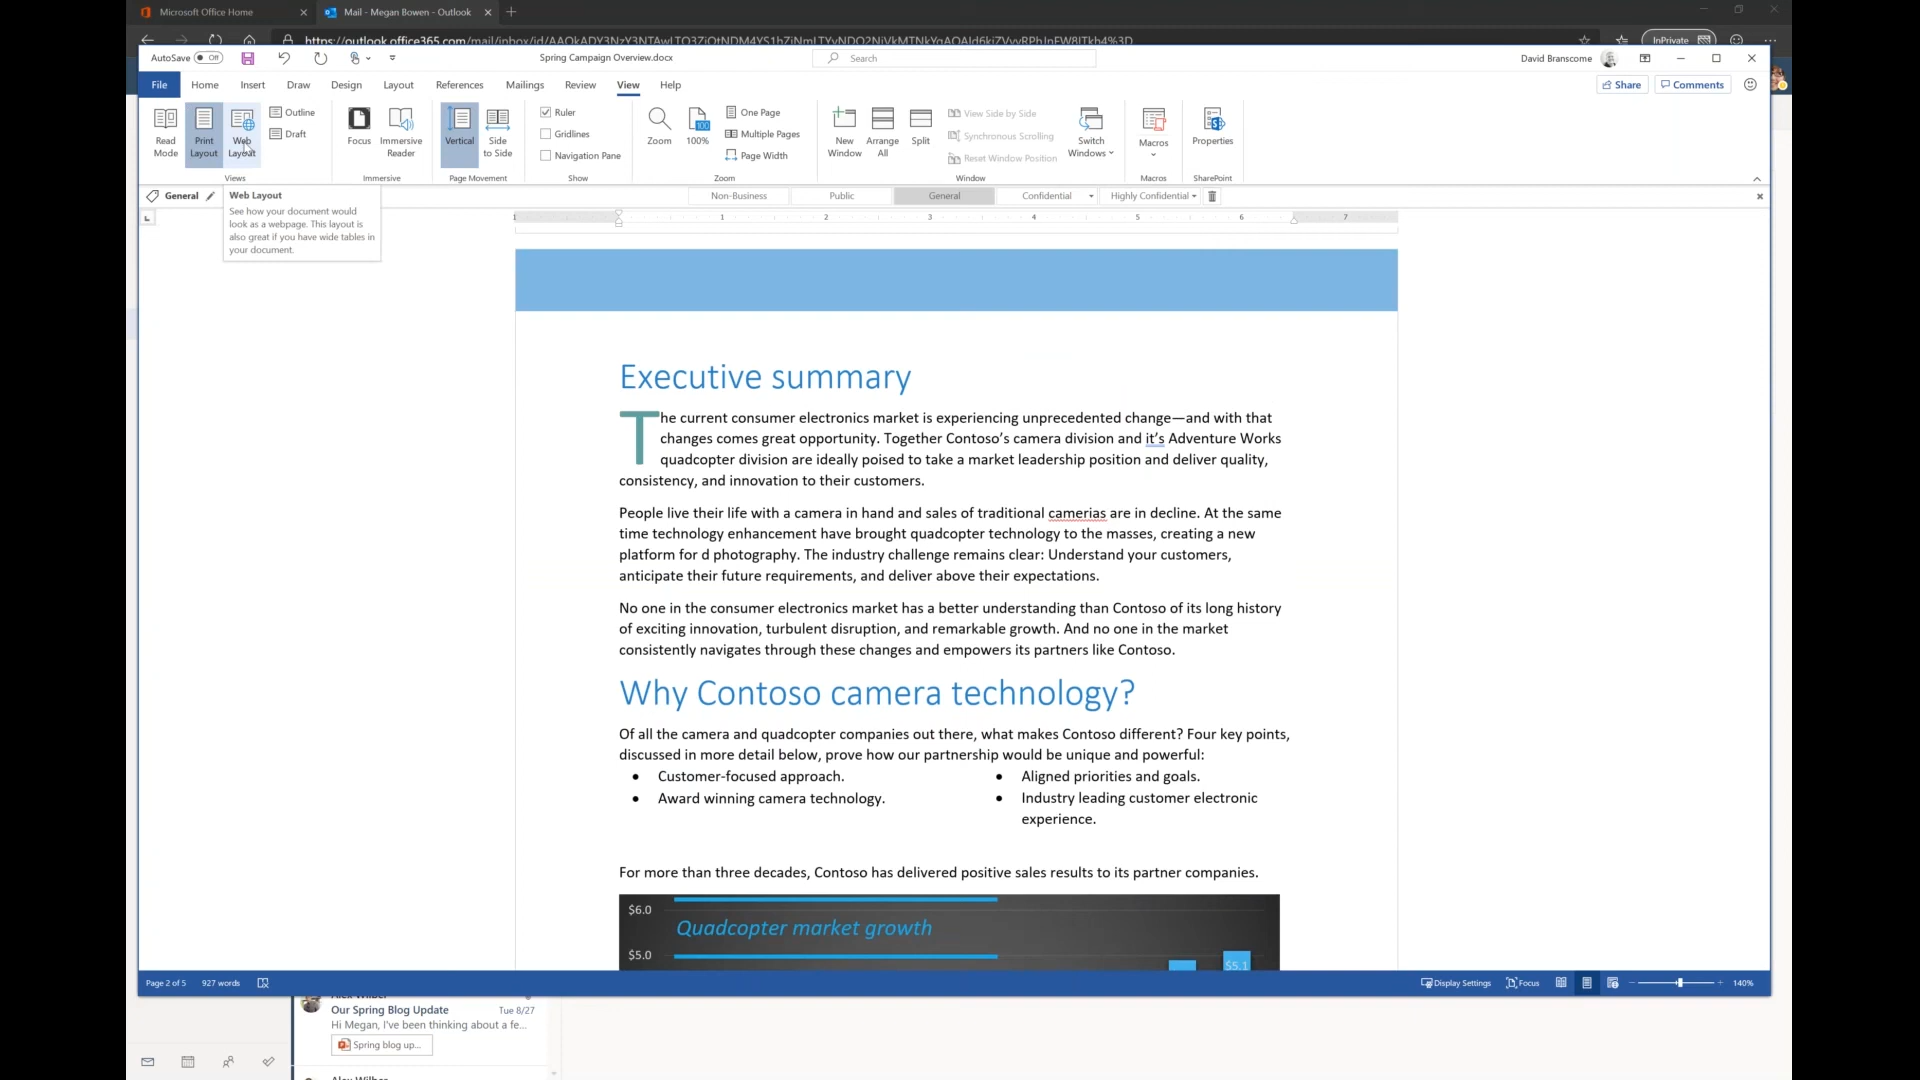 Microsoft Office Home
Mail - Megan Bowen - Outlook
InPrivate
AutoSave Off
Spring Campaign Overview.docx
Search
David Branscome
File Home Insert Draw Design Layout References Mailings Review View Help
Share Comments
Read Mode
Print Layout
Web Layout
Outline
Draft
Views
Focus
Immersive Reader
Immersive
Vertical
Side to Side
Page Movement
Ruler
Gridlines
Navigation Pane
Show
Zoom
100
100%
One Page
Multiple Pages
Page Width
Zoom
New Window
Arrange All
Split
View Side by Side
Synchronous Scrolling
Reset Window Position
Switch Windows
Window
Macros
Macros
Properties
SharePoint
General
Non-Business Public General Confidential Highly Confidential
Web Layout
See how your document would
look as a webpage. This layout is
also great if you have wide tables in
your document.
1 1 2 3 4 5 6 7
Executive summary
The current consumer electronics market is experiencing unprecedented change—and with that
changes comes great opportunity. Together Contoso’s camera division and it’s Adventure Works
quadcopter division are ideally poised to take a market leadership position and deliver quality,
consistency, and innovation to their customers.
People live their life with a camera in hand and sales of traditional camerias are in decline. At the same
time technology enhancement have brought quadcopter technology to the masses, creating a new
platform for d photography. The industry challenge remains clear: Understand your customers,
anticipate their future requirements, and deliver above their expectations.
No one in the consumer electronics market has a better understanding than Contoso of its long history
of exciting innovation, turbulent disruption, and remarkable growth. And no one in the market
consistently navigates through these changes and empowers its partners like Contoso.
Why Contoso camera technology?
Of all the camera and quadcopter companies out there, what makes Contoso different? Four key points,
discussed in more detail below, prove how our partnership would be unique and powerful:
Customer-focused approach.
Award winning camera technology.
Aligned priorities and goals.
Industry leading customer electronic
experience.
For more than three decades, Contoso has delivered positive sales results to its partner companies.
$6.0
Quadcopter market growth
$5.0
$5.1
Page 2 of 5 927 words
Display Settings Focus 140%
Alex Wilber
Our Spring Blog Update Tue 8/27
Hi Megan, I've been thinking about a fe...
Spring blog up...
Alex Wilber